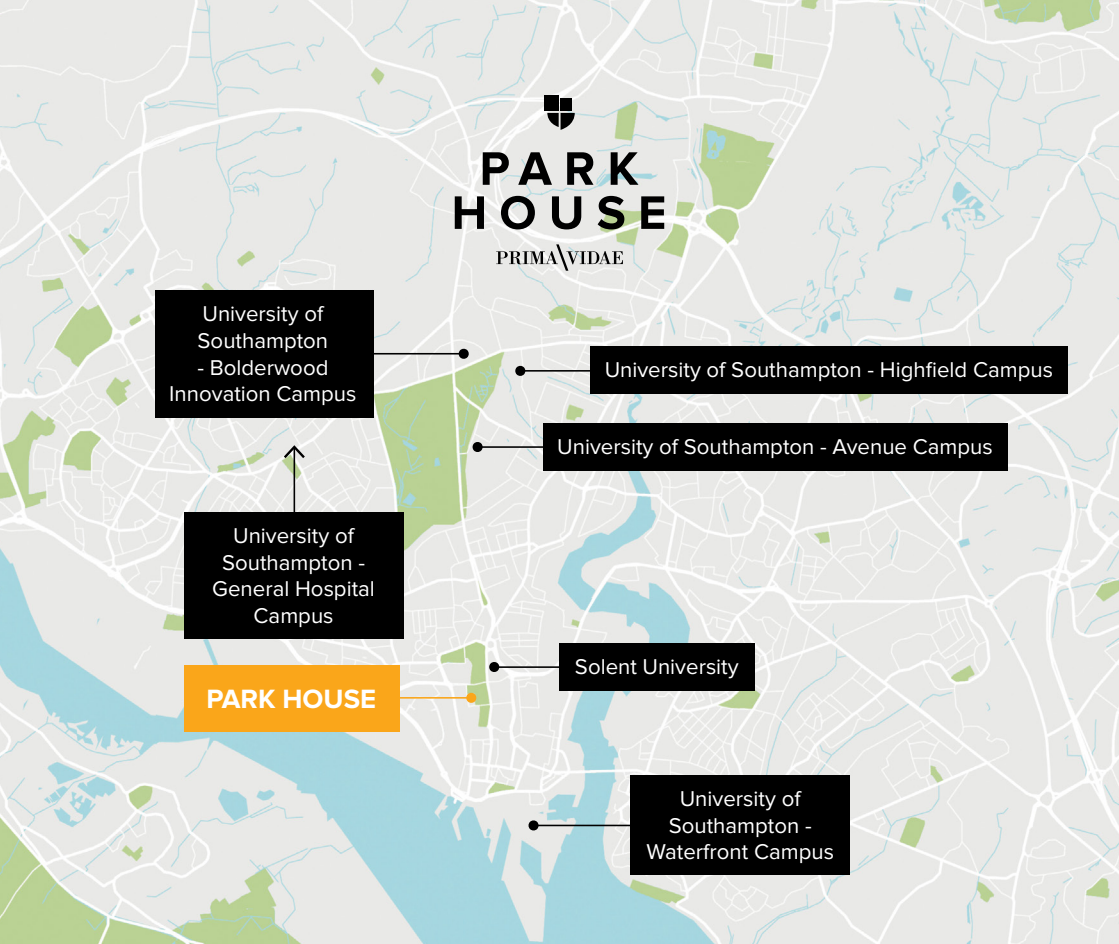 PARK
HOUSE
PRIMA\VIDAE
University of
Southampton
- Bolderwood
Innovation Campus
University of Southampton - Highfield Campus
University of Southampton - Avenue Campus
University of
Southampton -
General Hospital
Campus
Solent University
PARK HOUSE
University of
Southampton -
Waterfront Campus